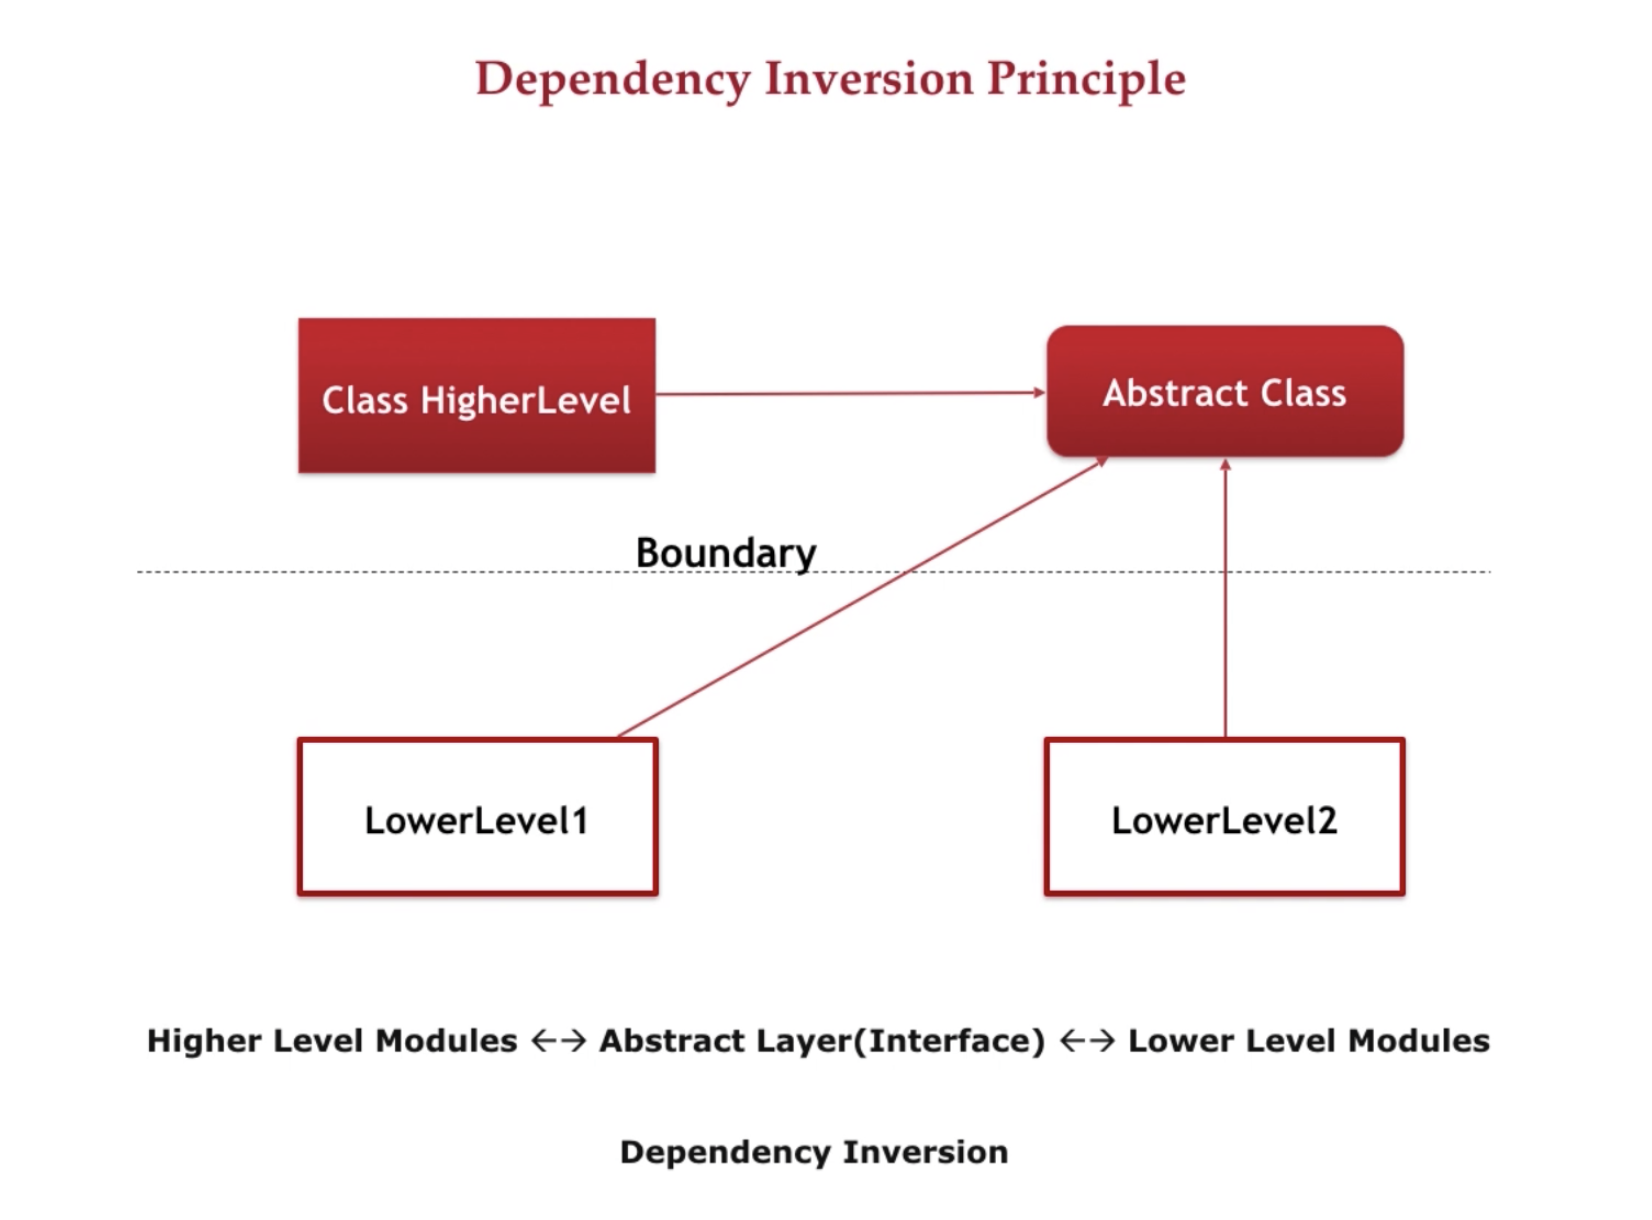 Dependency Inversion Principle
Class HigherLevel
Abstract Class
Boundary
LowerLevel1
LowerLevel2
Higher Level Modules ←→ Abstract Layer(Interface) ←→ Lower Level Modules
Dependency Inversion